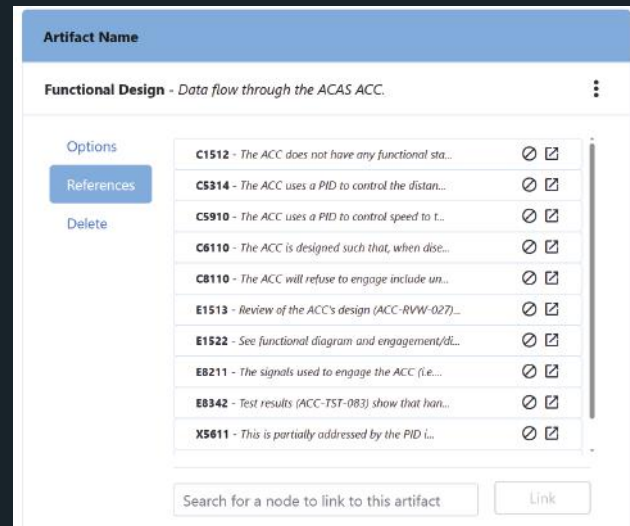 Artifact Name
Functional Design - Data flow through the ACAS ACC.
Options
References
Delete
C1512 - The ACC does not have any functional sta...
C5314 - The ACC uses a PID to control the distan...
C5910 - The ACC uses a PID to control speed to t...
C6110 - The ACC is designed such that, when dise...
C8110 - The ACC will refuse to engage include un...
E1513 - Review of the ACC's design (ACC-RVW-027)...
E1522 - See functional diagram and engagement/di...
E8211 - The signals used to engage the ACC (i.e....
E8342 - Test results (ACC-TST-083) show that han...
X5611 - This is partially addressed by the PID i...
Search for a node to link to this artifact
Link